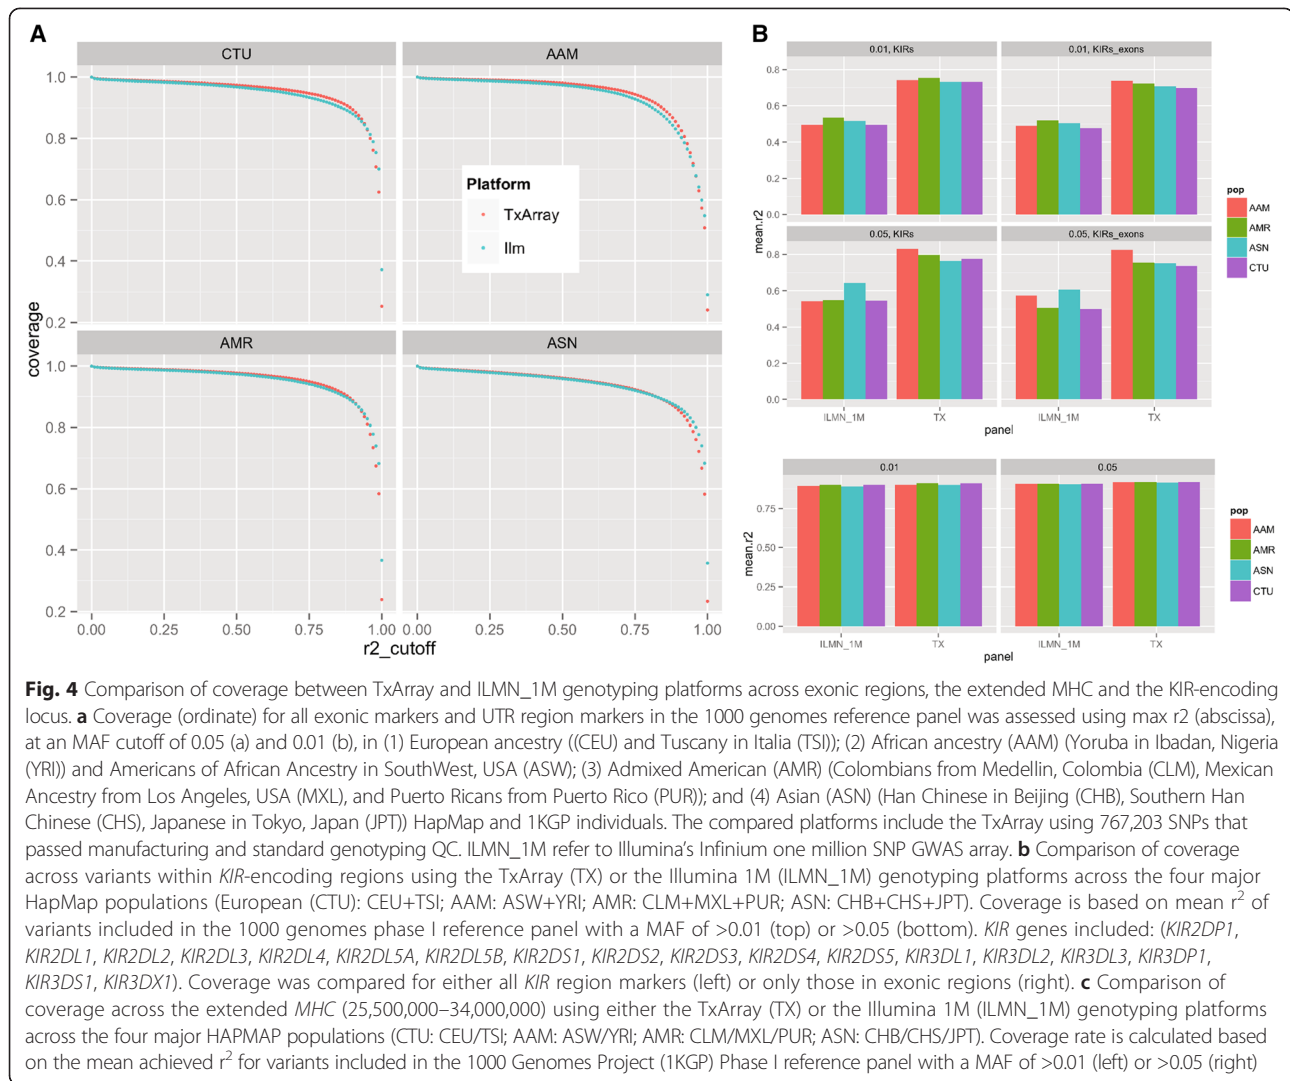 A
CTU
AAM
1.0
0.8
0.6
0.4
0.2
Platform
TxArray
Ilm
coverage
AMR
ASN
1.0
0.8
0.6
0.4
0.2
0.00 0.25 0.50 0.75 1.00 0.00 0.25 0.50 0.75 1.00
r2_cutoff
B
0.01, KIRs
0.01, KIRs_exons
0.8
0.6
0.4
0.2
0.0
mean.r2
0.05, KIRs
0.05, KIRs_exons
0.8
0.6
0.4
0.2
0.0
ILMN_1M TX ILMN_1M TX
panel
pop
AAM
AMR
ASN
CTU
0.01
0.05
0.75
0.50
0.25
0.00
mean.r2
ILMN_1M TX ILMN_1M TX
panel
pop
AAM
AMR
ASN
CTU
Fig. 4 Comparison of coverage between TxArray and ILMN_1M genotyping platforms across exonic regions, the extended MHC and the KIR-encoding
locus. a Coverage (ordinate) for all exonic markers and UTR region markers in the 1000 genomes reference panel was assessed using max r2 (abscissa),
at an MAF cutoff of 0.05 (a) and 0.01 (b), in (1) European ancestry ((CEU) and Tuscany in Italia (TSI)); (2) African ancestry (AAM) (Yoruba in Ibadan, Nigeria
(YRI)) and Americans of African Ancestry in SouthWest, USA (ASW); (3) Admixed American (AMR) (Colombians from Medellin, Colombia (CLM), Mexican
Ancestry from Los Angeles, USA (MXL), and Puerto Ricans from Puerto Rico (PUR)); and (4) Asian (ASN) (Han Chinese in Beijing (CHB), Southern Han
Chinese (CHS), Japanese in Tokyo, Japan (JPT)) HapMap and 1KGP individuals. The compared platforms include the TxArray using 767,203 SNPs that
passed manufacturing and standard genotyping QC. ILMN_1M refer to Illumina's Infinium one million SNP GWAS array. b Comparison of coverage
across variants within KIR-encoding regions using the TxArray (TX) or the Illumina 1M (ILMN_1M) genotyping platforms across the four major
HapMap populations (European (CTU): CEU+TSI; AAM: ASW+YRI; AMR: CLM+MXL+PUR; ASN: CHB+CHS+JPT). Coverage is based on mean r² of
variants included in the 1000 genomes phase I reference panel with a MAF of >0.01 (top) or >0.05 (bottom). KIR genes included: (KIR2DP1,
KIR2DL1, KIR2DL2, KIR2DL3, KIR2DL4, KIR2DL5A, KIR2DL5B, KIR2DS1, KIR2DS2, KIR2DS3, KIR2DS4, KIR2DS5, KIR3DL1, KIR3DL2, KIR3DL3, KIR3DP1,
KIR3DS1, KIR3DX1). Coverage was compared for either all KIR region markers (left) or only those in exonic regions (right). c Comparison of
coverage across the extended MHC (25,500,000–34,000,000) using either the TxArray (TX) or the Illumina 1M (ILMN_1M) genotyping platforms
across the four major HAPMAP populations (CTU: CEU/TSI; AAM: ASW/YRI; AMR: CLM/MXL/PUR; ASN: CHB/CHS/JPT). Coverage rate is calculated based
on the mean achieved r² for variants included in the 1000 Genomes Project (1KGP) Phase I reference panel with a MAF of >0.01 (left) or >0.05 (right)